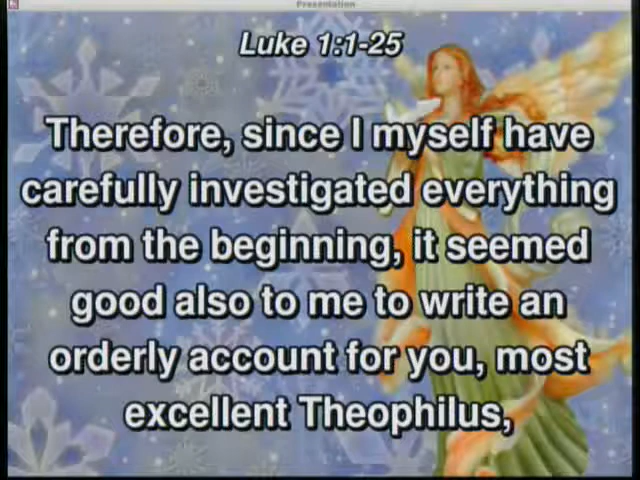 Presentation
Luke 1:1-25
Therefore, since I myself have
carefully investigated everything
from the beginning, it seemed
good also to me to write an
orderly account for you, most
excellent Theophilus,